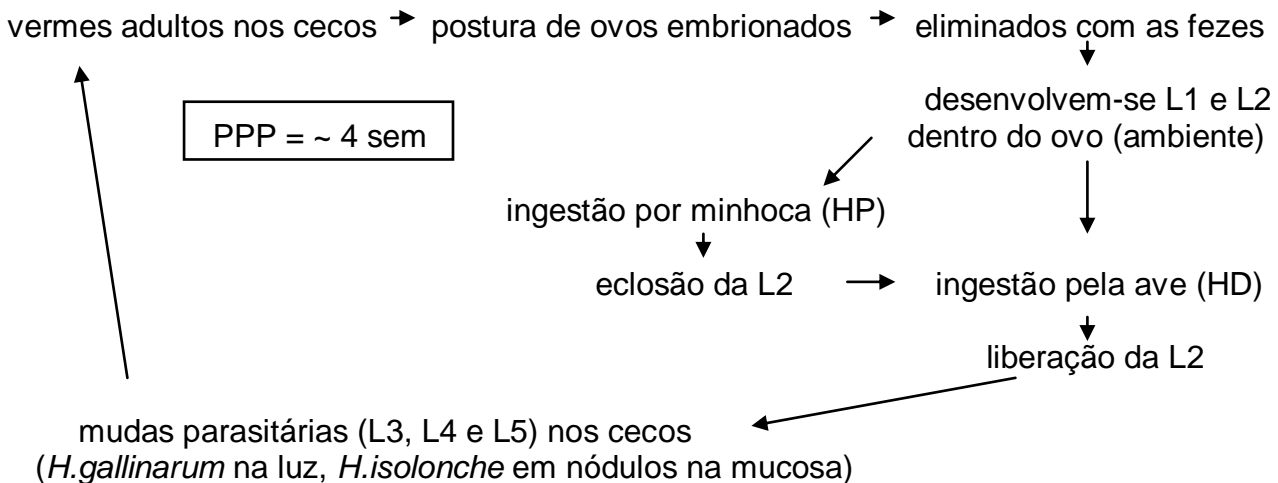 vermes adultos nos cecos postura de ovos embrionados eliminados com as fezes
desenvolvem-se L1 e L2
PPP = ~ 4 sem
dentro do ovo (ambiente)
ingestão por minhoca (HP)
eclosão da L2 ingestão pela ave (HD)
liberação da L2
mudas parasitárias (L3, L4 e L5) nos cecos
(H.gallinarum na luz, H.isolonche em nódulos na mucosa)